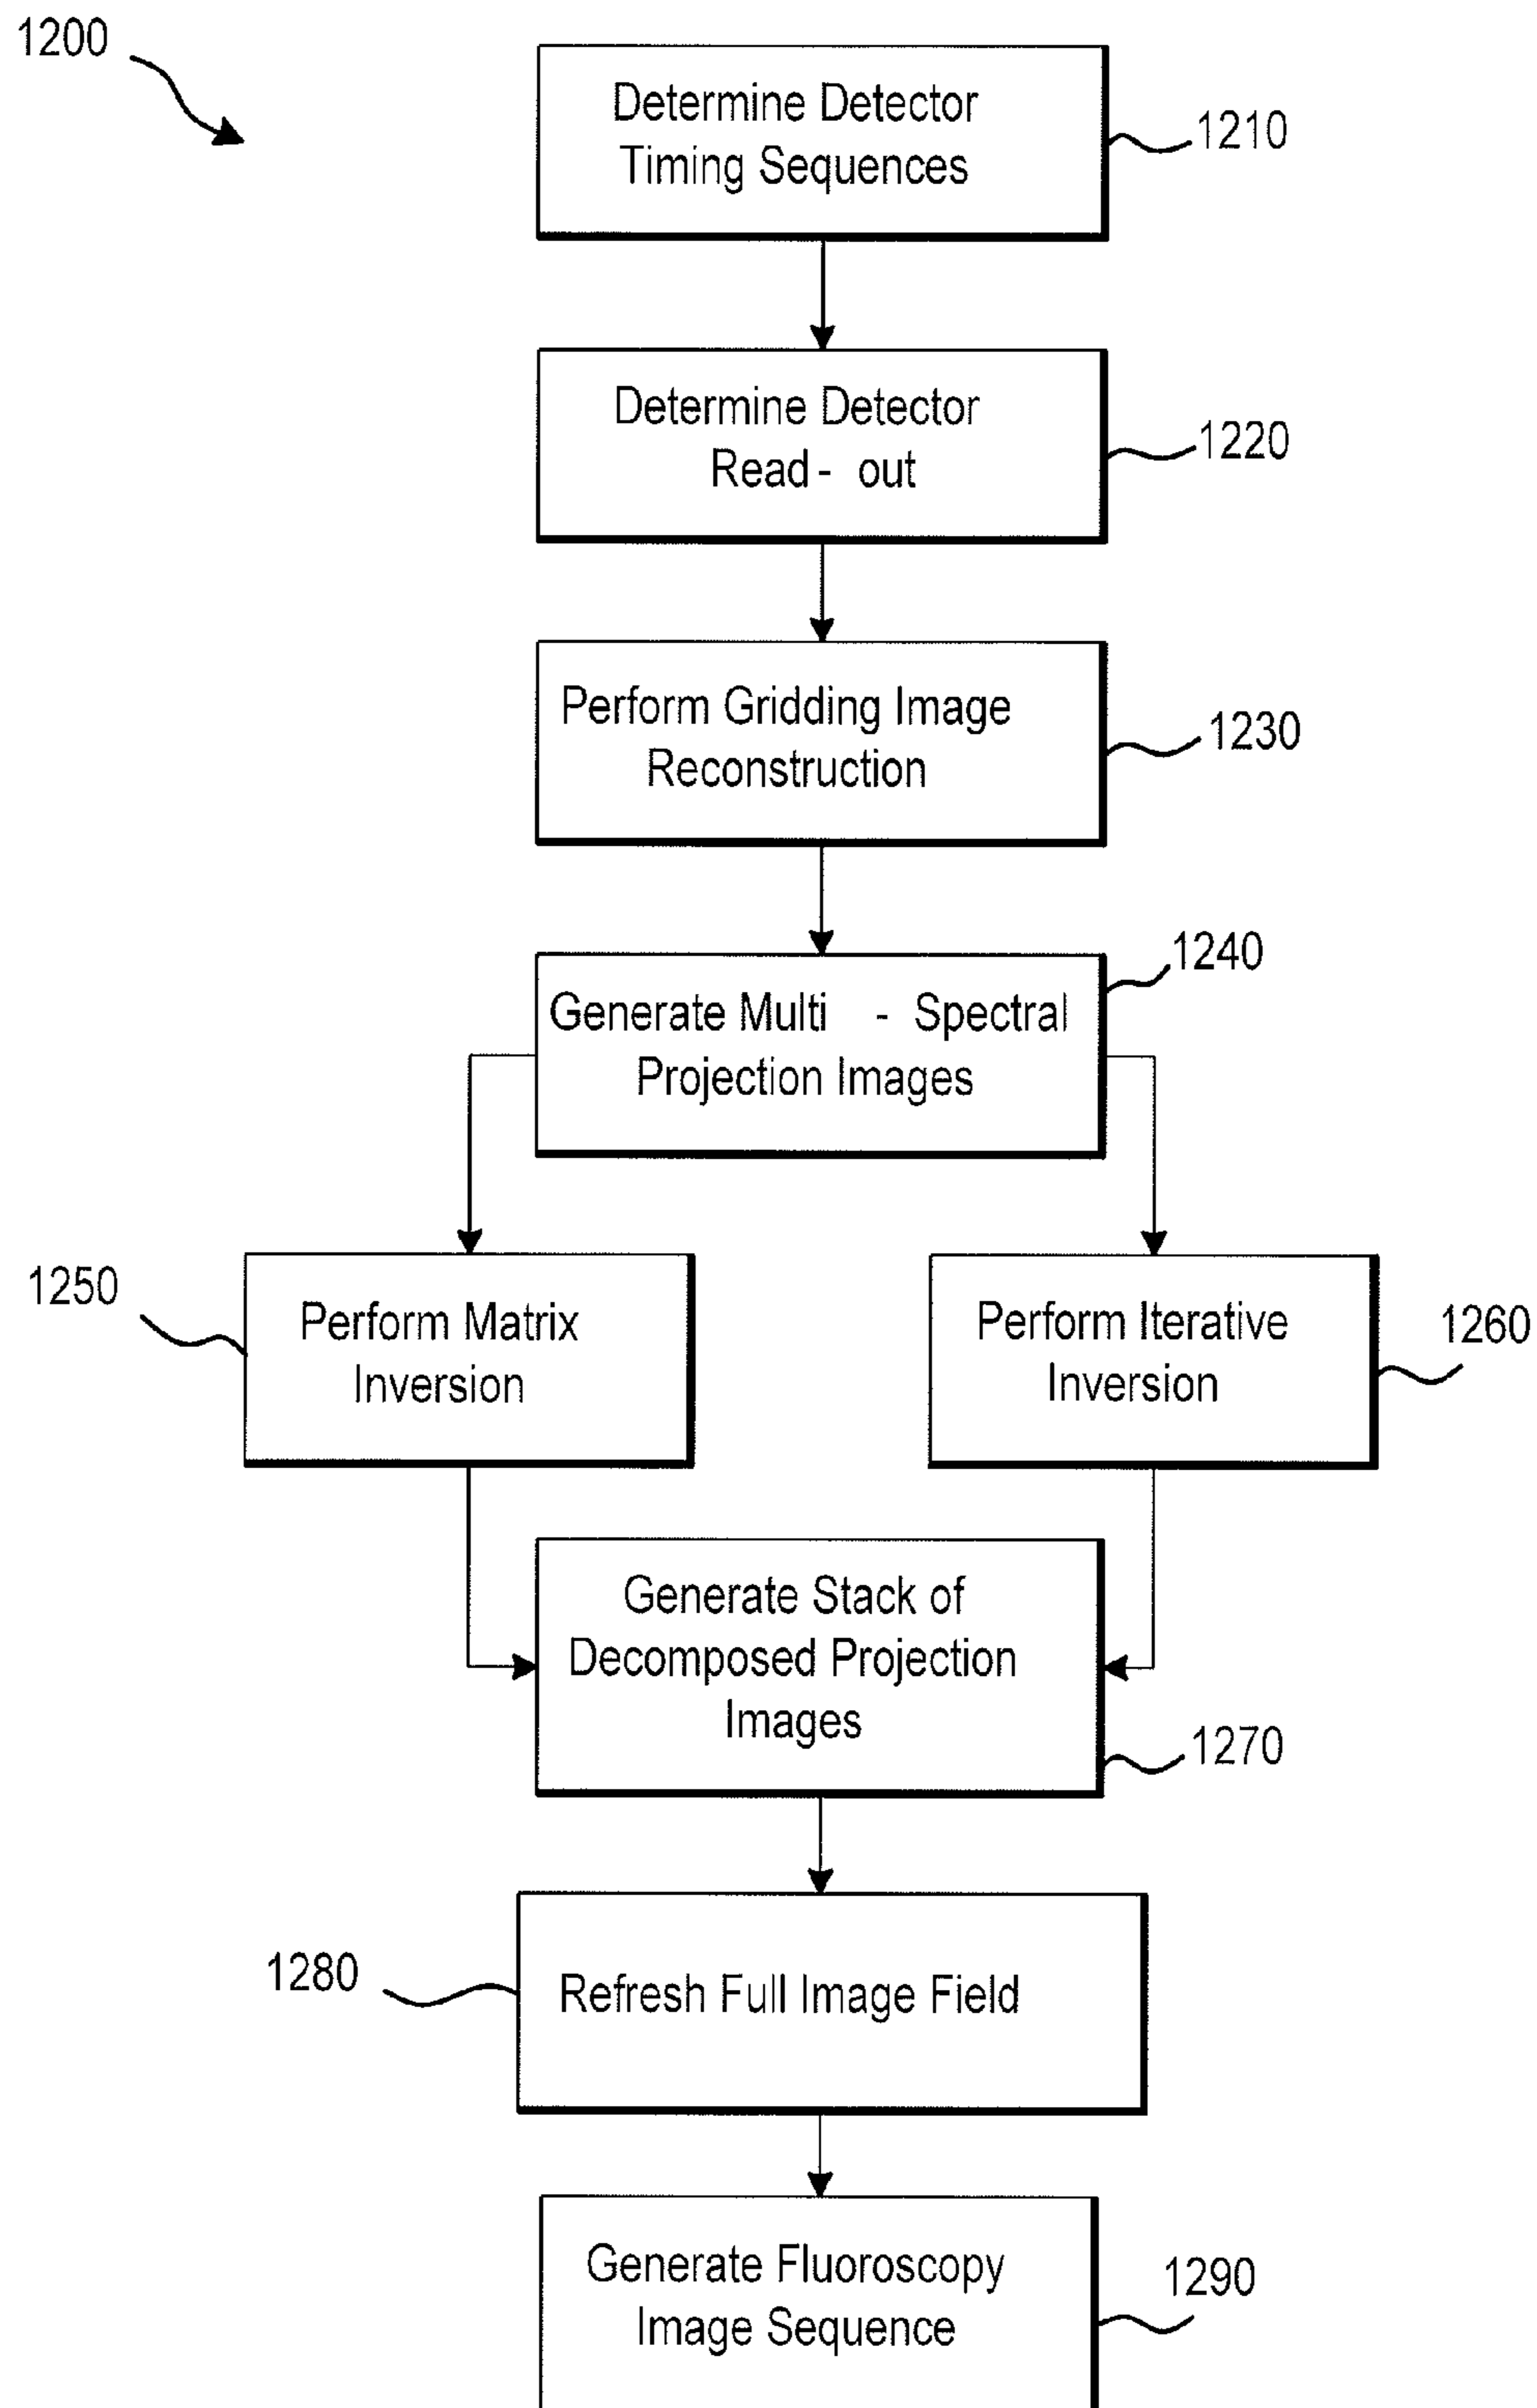 1200
Determine Detector
Timing Sequences
1210
Determine Detector
Read - out
1220
Perform Gridding Image
Reconstruction
1230
1240
Generate Multi - Spectral
Projection Images
1250
Perform Matrix
Inversion
Perform Iterative
Inversion
1260
Generate Stack of
Decomposed Projection
Images
1270
1280
Refresh Full Image Field
Generate Fluoroscopy
Image Sequence
1290